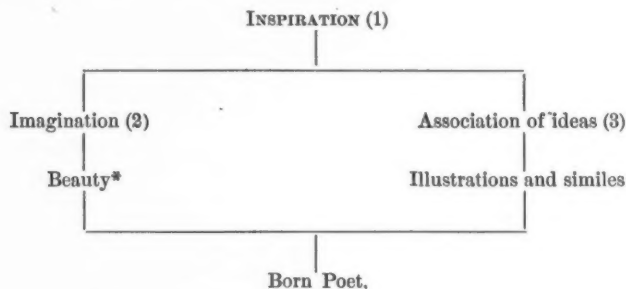 INSPIRATION (1)
Imagination (2) Association of ideas (3)
Beauty* Illustrations and similes
Born Poet,